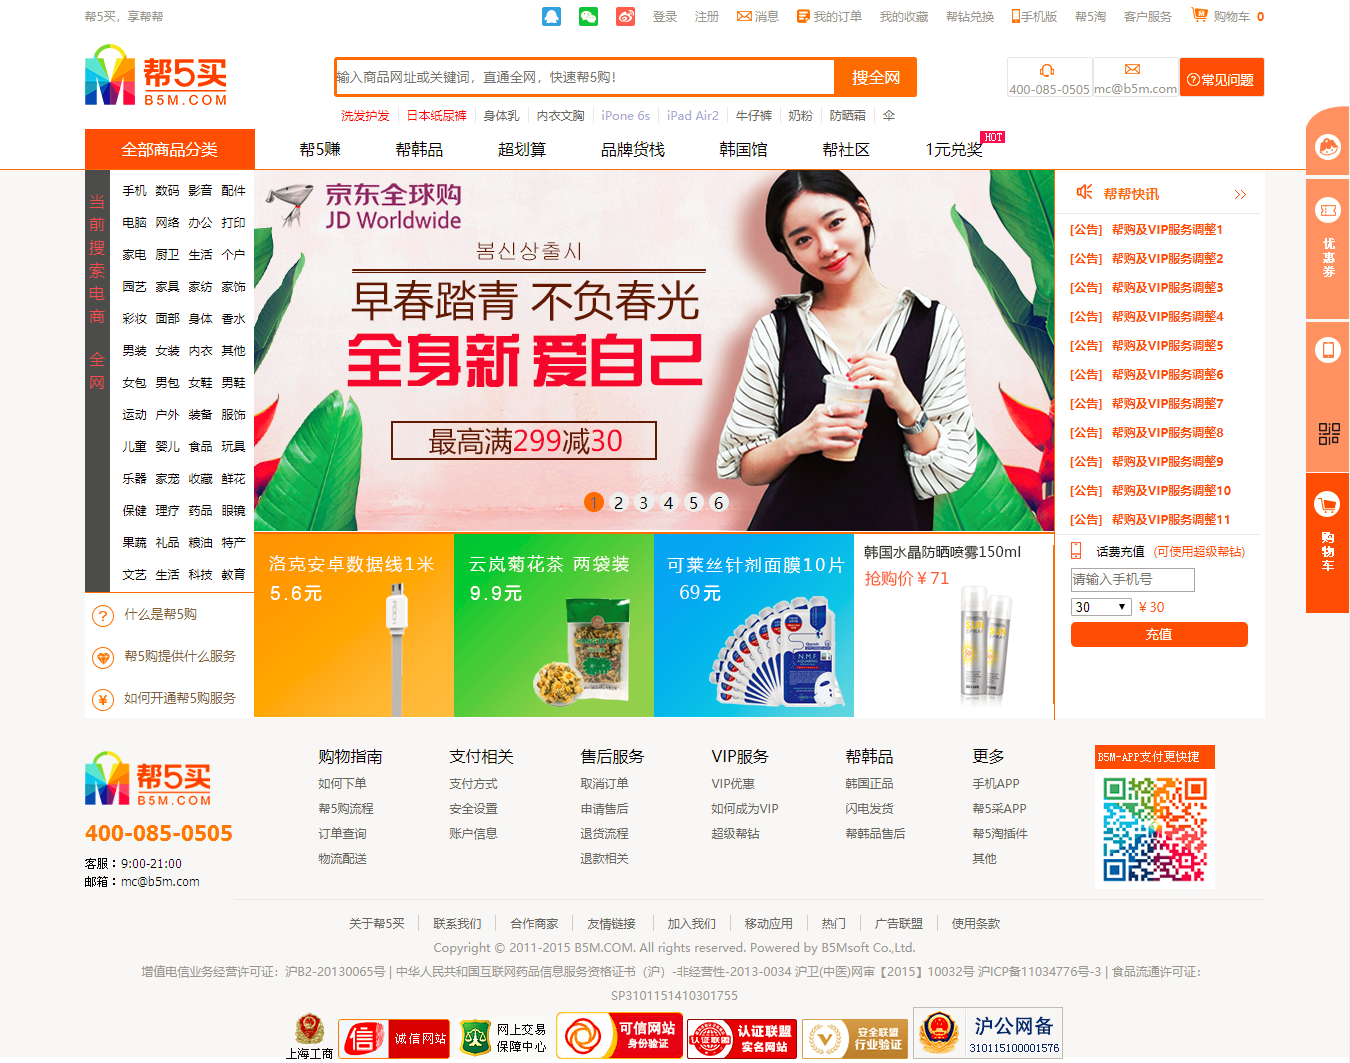 帮5买，享帮帮
登录 注册 消息 我的订单 我的收藏 帮钻兑换 手机版 帮5淘 客户服务 购物车 0
帮5买
B5M.COM
输入商品网址或关键词，直通全网，快速帮5购！ 搜全网
400-085-0505 mc@b5m.com 常见问题
洗发护发 日本纸尿裤 身体乳 内衣文胸 iPone 6s iPad Air2 牛仔裤 奶粉 防晒霜 伞
全部商品分类 帮5赚 帮韩品 超划算 品牌货栈 韩国馆 帮社区 1元兑奖 HOT
当前搜索电商 全网
手机 数码 影音 配件
电脑 网络 办公 打印
家电 厨卫 生活 个户
园艺 家具 家纺 家饰
彩妆 面部 身体 香水
男装 女装 内衣 其他
女包 男包 女鞋 男鞋
运动 户外 装备 服饰
儿童 婴儿 食品 玩具
乐器 家宠 收藏 鲜花
保健 理疗 药品 眼镜
果蔬 礼品 粮油 特产
文艺 生活 科技 教育
什么是帮5购
帮5购提供什么服务
如何开通帮5购服务
京东全球购
JD Worldwide
봄신상출시
早春踏青 不负春光
全身新 爱自己
最高满299减30
1 2 3 4 5 6
洛克安卓数据线1米
5.6元
云岚菊花茶 两袋装
9.9元
可莱丝针剂面膜10片
69元
韩国水晶防晒喷雾150ml
抢购价￥71
帮帮快讯 >>
[公告] 帮购及VIP服务调整1
[公告] 帮购及VIP服务调整2
[公告] 帮购及VIP服务调整3
[公告] 帮购及VIP服务调整4
[公告] 帮购及VIP服务调整5
[公告] 帮购及VIP服务调整6
[公告] 帮购及VIP服务调整7
[公告] 帮购及VIP服务调整8
[公告] 帮购及VIP服务调整9
[公告] 帮购及VIP服务调整10
[公告] 帮购及VIP服务调整11
话费充值 (可使用超级帮钻)
请输入手机号
30 ￥30
充值
优惠券
购物车
帮5买
B5M.COM
400-085-0505
客服：9:00-21:00
邮箱：mc@b5m.com
购物指南
如何下单
帮5购流程
订单查询
物流配送
支付相关
支付方式
安全设置
账户信息
售后服务
取消订单
申请售后
退货流程
退款相关
VIP服务
VIP优惠
如何成为VIP
超级帮钻
帮韩品
韩国正品
闪电发货
帮韩品售后
更多
手机APP
帮5采APP
帮5淘插件
其他
B5M-APP支付更快捷
关于帮5买 联系我们 合作商家 友情链接 加入我们 移动应用 热门 广告联盟 使用条款
Copyright © 2011-2015 B5M.COM. All rights reserved. Powered by B5Msoft Co.,Ltd.
增值电信业务经营许可证：沪B2-20130065号 | 中华人民共和国互联网药品信息服务资格证书（沪）-非经营性-2013-0034 沪卫(中医)网审【2015】10032号 沪ICP备11034776号-3 | 食品流通许可证：
SP3101151410301755
上海工商
信 诚信网站
网上交易
保障中心
可信网站
身份验证
认证联盟
实名网站
安全联盟
行业验证
沪公网备
310115100001576